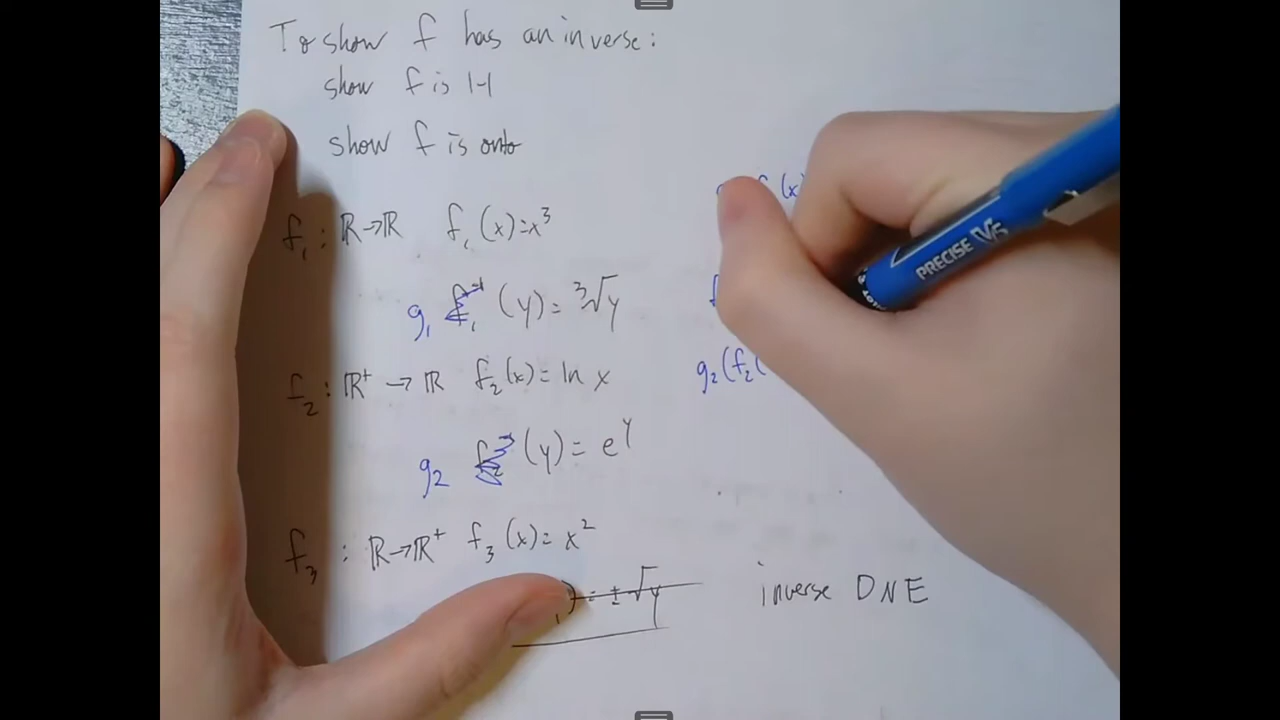 To show f has an inverse:
show f is 1-1
show f is onto
f₁ : ℝ→ℝ f₁(x)=x³
g₁ (y)= ³√y
f₂ : ℝ⁺ → ℝ f₂(x)= ln x
g₂ (y)= e^y
f₃ : ℝ→ℝ⁺ f₃(x)= x²
= ±√y
inverse DNE
f (x)
g₂(f₂(
PRECISE V5